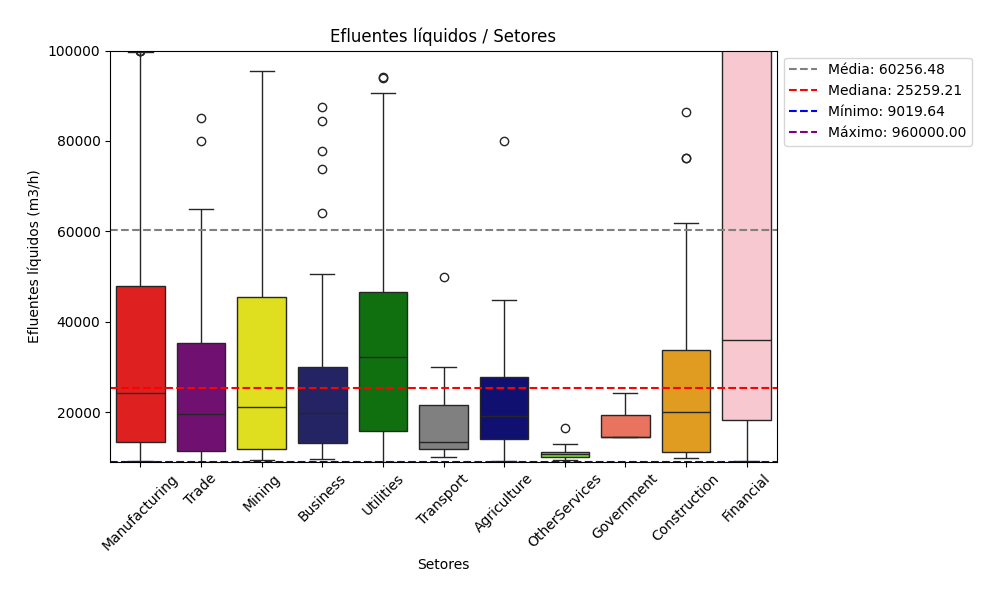 Efluentes líquidos / Setores
Média: 60256.48
Mediana: 25259.21
Mínimo: 9019.64
Máximo: 960000.00
Efluentes líquidos (m3/h)
100000
80000
60000
40000
20000
Manufacturing
Trade
Mining
Business
Utilities
Transport
Agriculture
OtherServices
Government
Construction
Financial
Setores